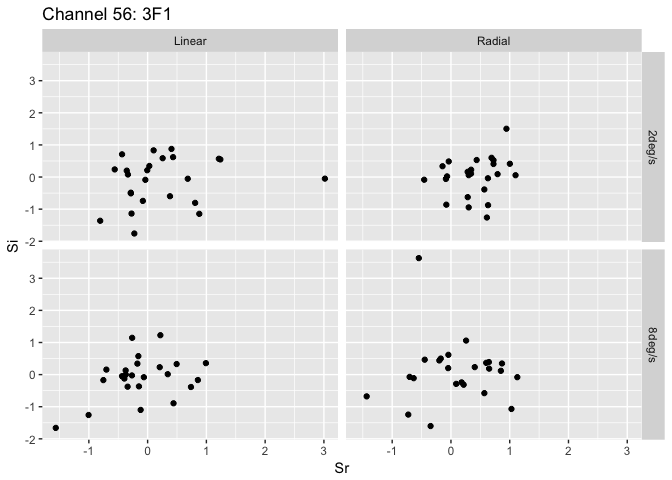 Channel 56: 3F1
Linear
Radial
3
2
1
0
-1
-2
2deg/s
Si
3
2
1
0
-1
-2
8deg/s
-1 0 1 2 3
-1 0 1 2 3
Sr